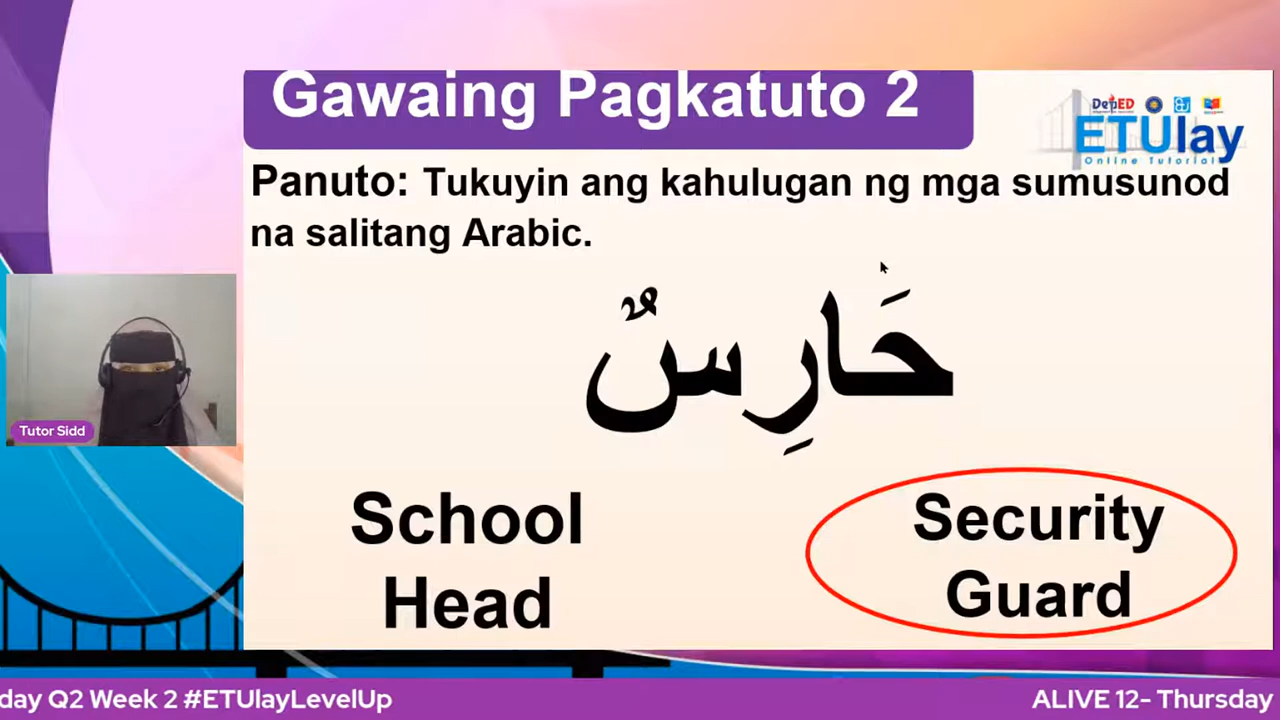 Gawaing Pagkatuto 2
DepED
ETUlay
Online Tutorial
Panuto: Tukuyin ang kahulugan ng mga sumusunod
na salitang Arabic.
حَارِسٌ
School
Head
Security
Guard
Tutor Sidd
day Q2 Week 2 #ETUlayLevelUp
ALIVE 12- Thursday